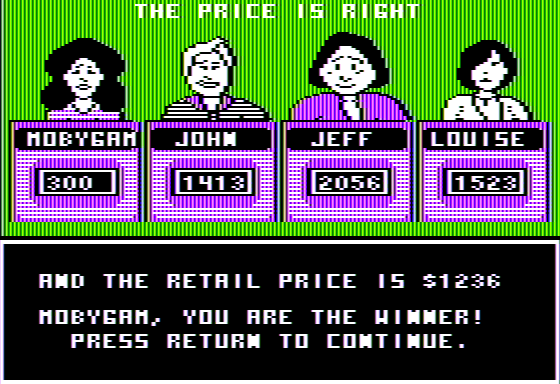 THE PRICE IS RIGHT
MOBYGAM JOHN JEFF LOUISE
300 1413 2056 1523
AND THE RETAIL PRICE IS $1236
MOBYGAM, YOU ARE THE WINNER!
PRESS RETURN TO CONTINUE.